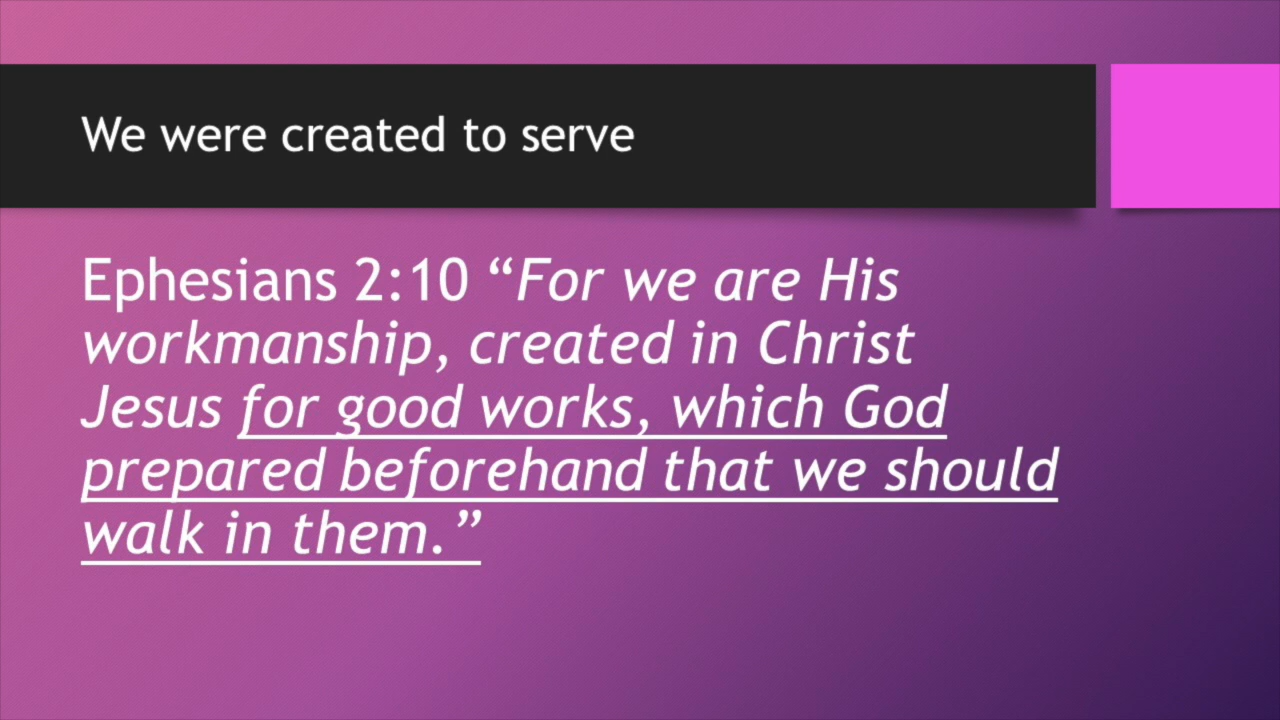 We were created to serve
Ephesians 2:10 “For we are His
workmanship, created in Christ
Jesus for good works, which God
prepared beforehand that we should
walk in them.”